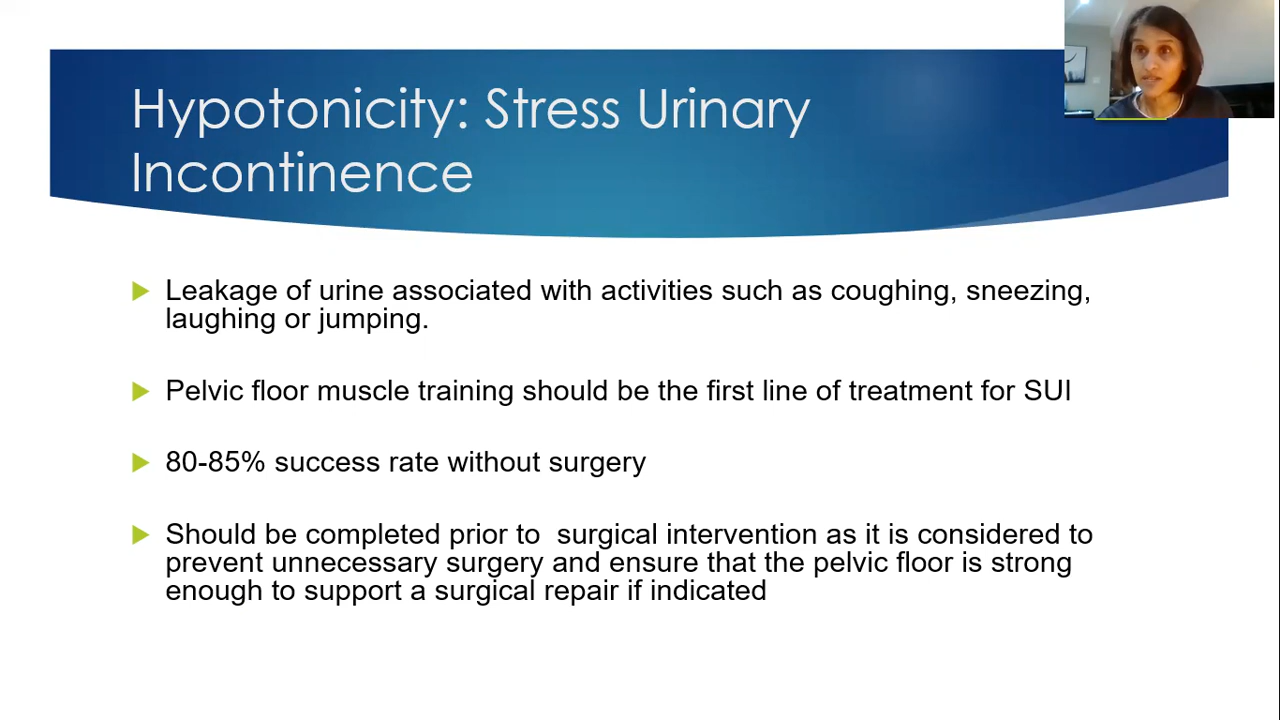 Hypotonicity: Stress Urinary
Incontinence
Leakage of urine associated with activities such as coughing, sneezing,
laughing or jumping.
Pelvic floor muscle training should be the first line of treatment for SUI
80-85% success rate without surgery
Should be completed prior to  surgical intervention as it is considered to
prevent unnecessary surgery and ensure that the pelvic floor is strong
enough to support a surgical repair if indicated